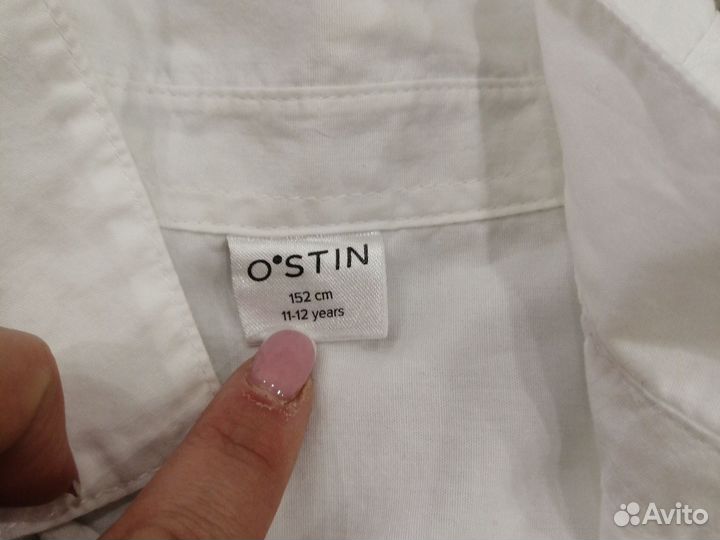 O•STIN
152 cm
11-12 years
Avito